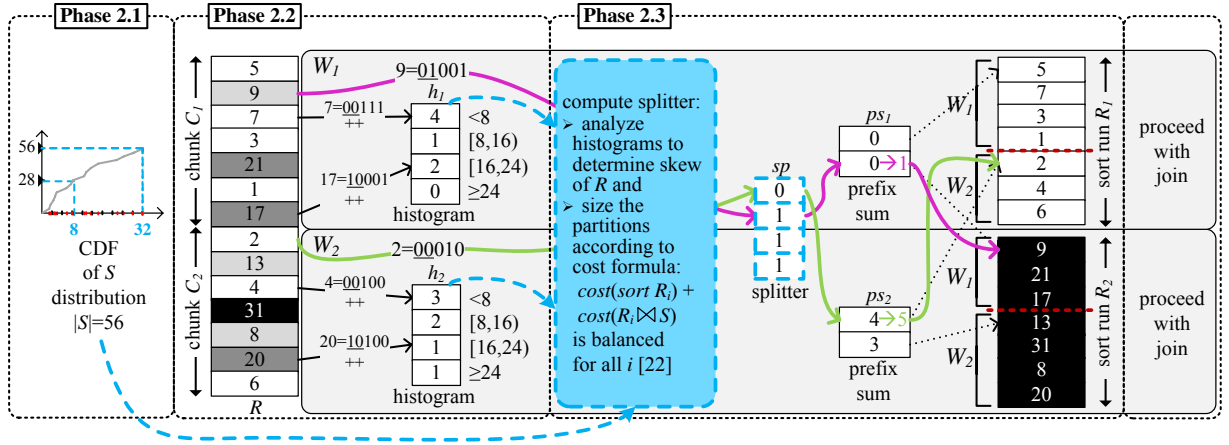 Phase 2.1
Phase 2.2
Phase 2.3
56
28
8
32
CDF
of S
distribution
|S|=56
chunk C1
chunk C2
5
9
7
3
21
1
17
2
13
4
31
8
20
6
R
W1
9=01001
7=00111
++
17=10001
++
h1
4
1
2
0
<8
[8,16)
[16,24)
≥24
histogram
W2
2=00010
4=00100
++
20=10100
++
h2
3
2
1
1
<8
[8,16)
[16,24)
≥24
histogram
compute splitter:
➢ analyze
histograms to
determine skew
of R and
➢ size the
partitions
according to
cost formula:
cost(sort Ri) +
cost(Ri⋈S)
is balanced
for all i [22]
sp
0
1
1
1
splitter
ps1
0
0→1
prefix
sum
ps2
4→5
3
prefix
sum
W1
W2
5
7
3
1
2
4
6
sort run R1
W1
W2
9
21
17
13
31
8
20
sort run R2
proceed
with
join
proceed
with
join